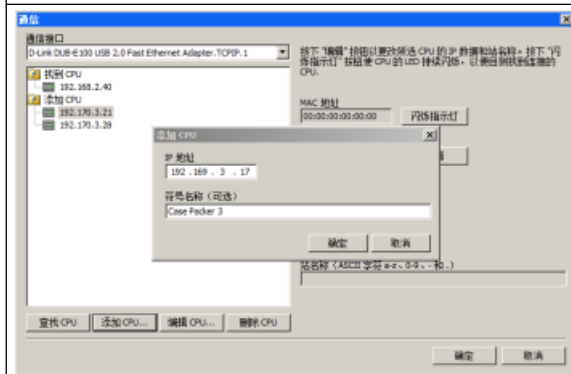 通信
通信接口
D-Link DUB-E100 USB 2.0 Fast Ethernet Adapter.TCPIP.1
找到 CPU
192.168.2.40
添加 CPU
192.170.3.21
192.170.3.28
按下 "编辑" 按钮以更改所选 CPU 的 IP 数据和站名称。按下 "闪
烁指示灯" 按钮使 CPU 的 LED 持续闪烁，以便目测找到连接的
CPU。
MAC 地址
00:00:00:00:00:00
闪烁指示灯
添加 CPU
IP 地址
192 .169 . 3 . 17
符号名称（可选）
Case Packer 3
确定
取消
站名称（ASCII 字符 a-z、0-9、- 和 .）
查找 CPU
添加 CPU...
编辑 CPU...
删除 CPU
确定
取消